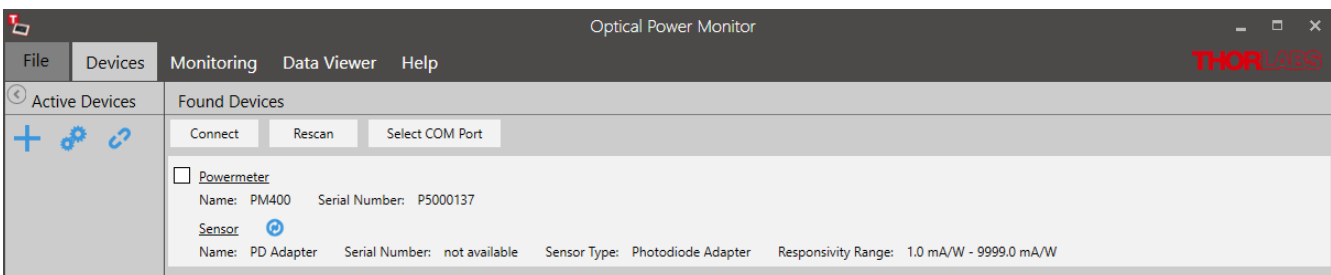 Optical Power Monitor
File Devices Monitoring Data Viewer Help THORLABS
Active Devices Found Devices
Connect Rescan Select COM Port
Powermeter
Name: PM400 Serial Number: P5000137
Sensor
Name: PD Adapter Serial Number: not available Sensor Type: Photodiode Adapter Responsivity Range: 1.0 mA/W - 9999.0 mA/W